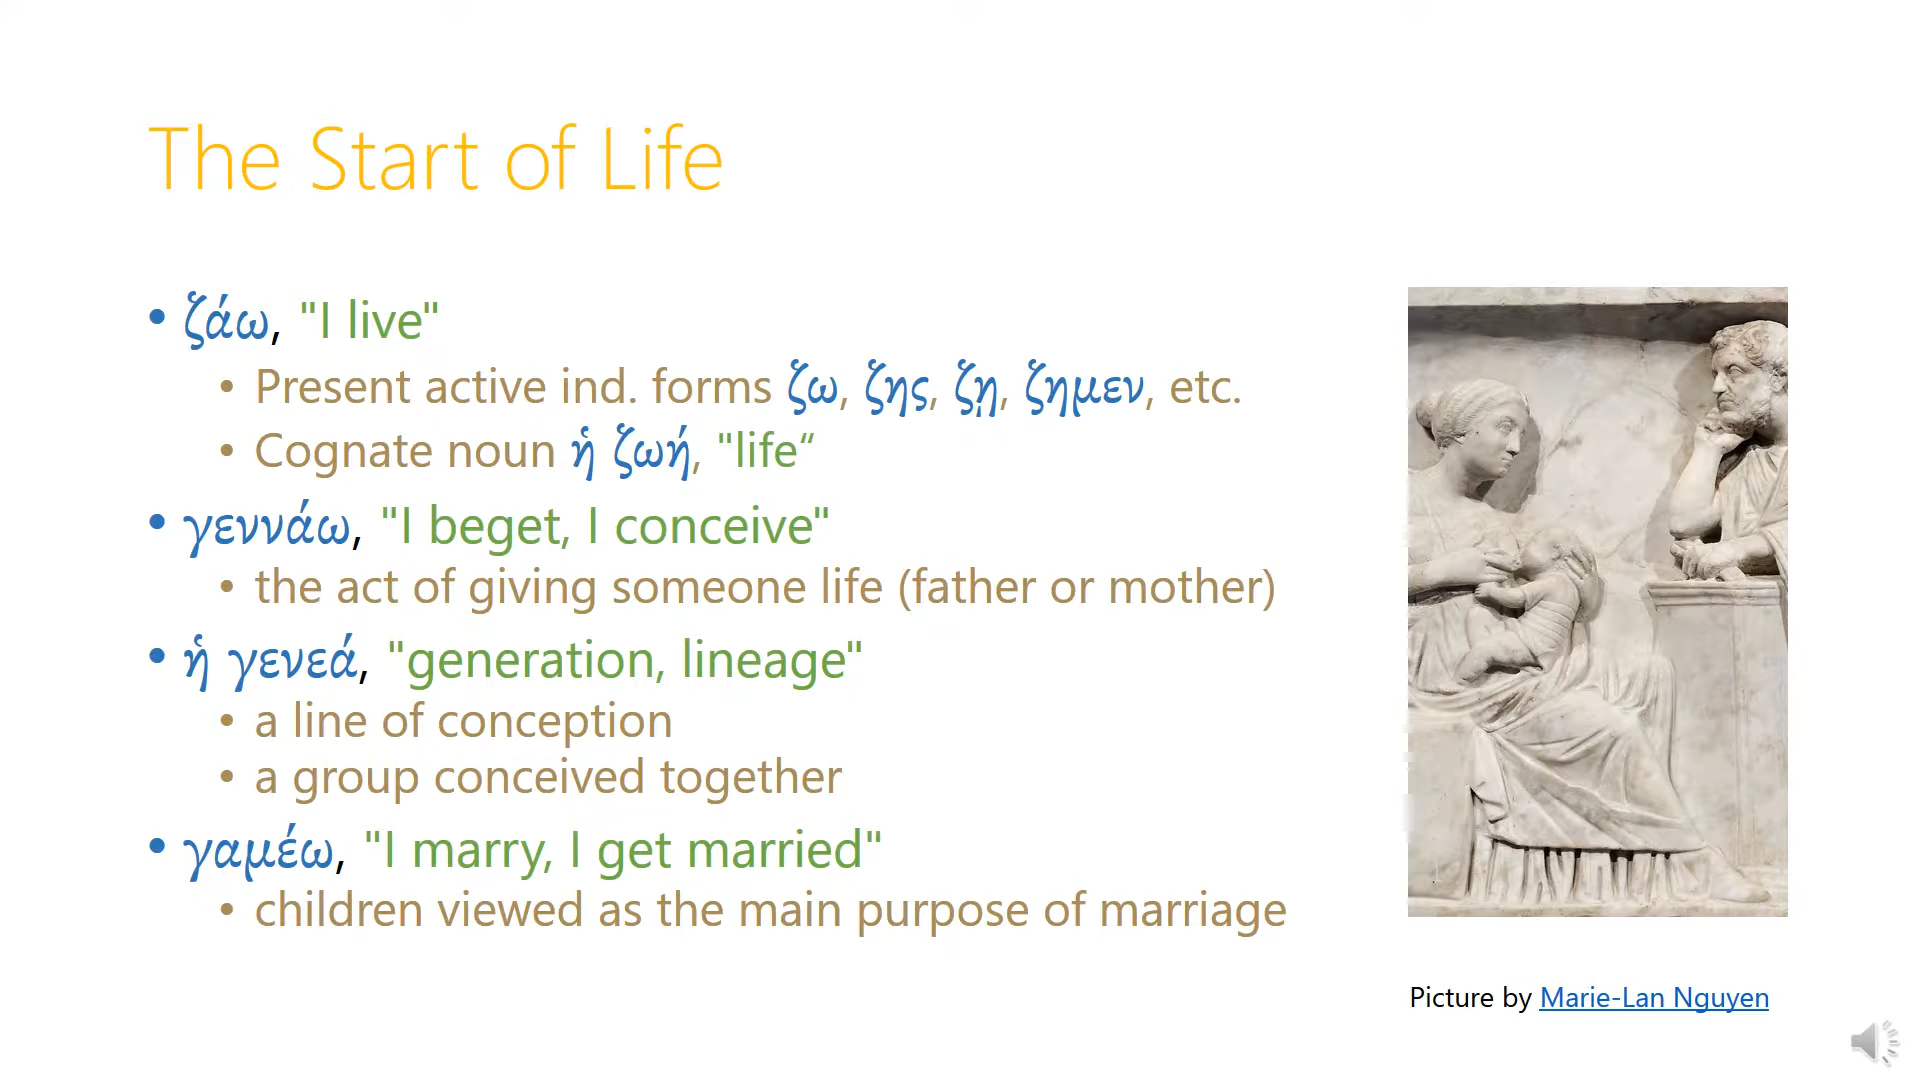 The Start of Life
• ζάω, "I live"
• Present active ind. forms ζω, ζης, ζῃ, ζημεν, etc.
• Cognate noun ἡ ζωή, "life“
• γεννάω, "I beget, I conceive"
• the act of giving someone life (father or mother)
• ἡ γενεά, "generation, lineage"
• a line of conception
• a group conceived together
• γαμέω, "I marry, I get married"
• children viewed as the main purpose of marriage
Picture by Marie-Lan Nguyen